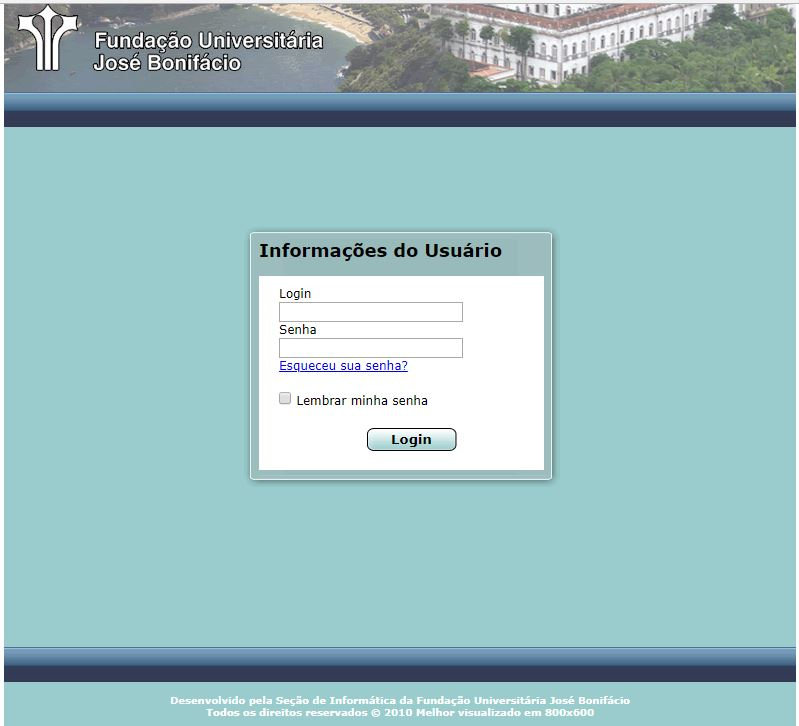 Fundação Universitária
José Bonifácio
Informações do Usuário
Login
Senha
Esqueceu sua senha?
Lembrar minha senha
Login
Desenvolvido pela Seção de Informática da Fundação Universitária José Bonifácio
Todos os direitos reservados © 2010 Melhor visualizado em 800x600